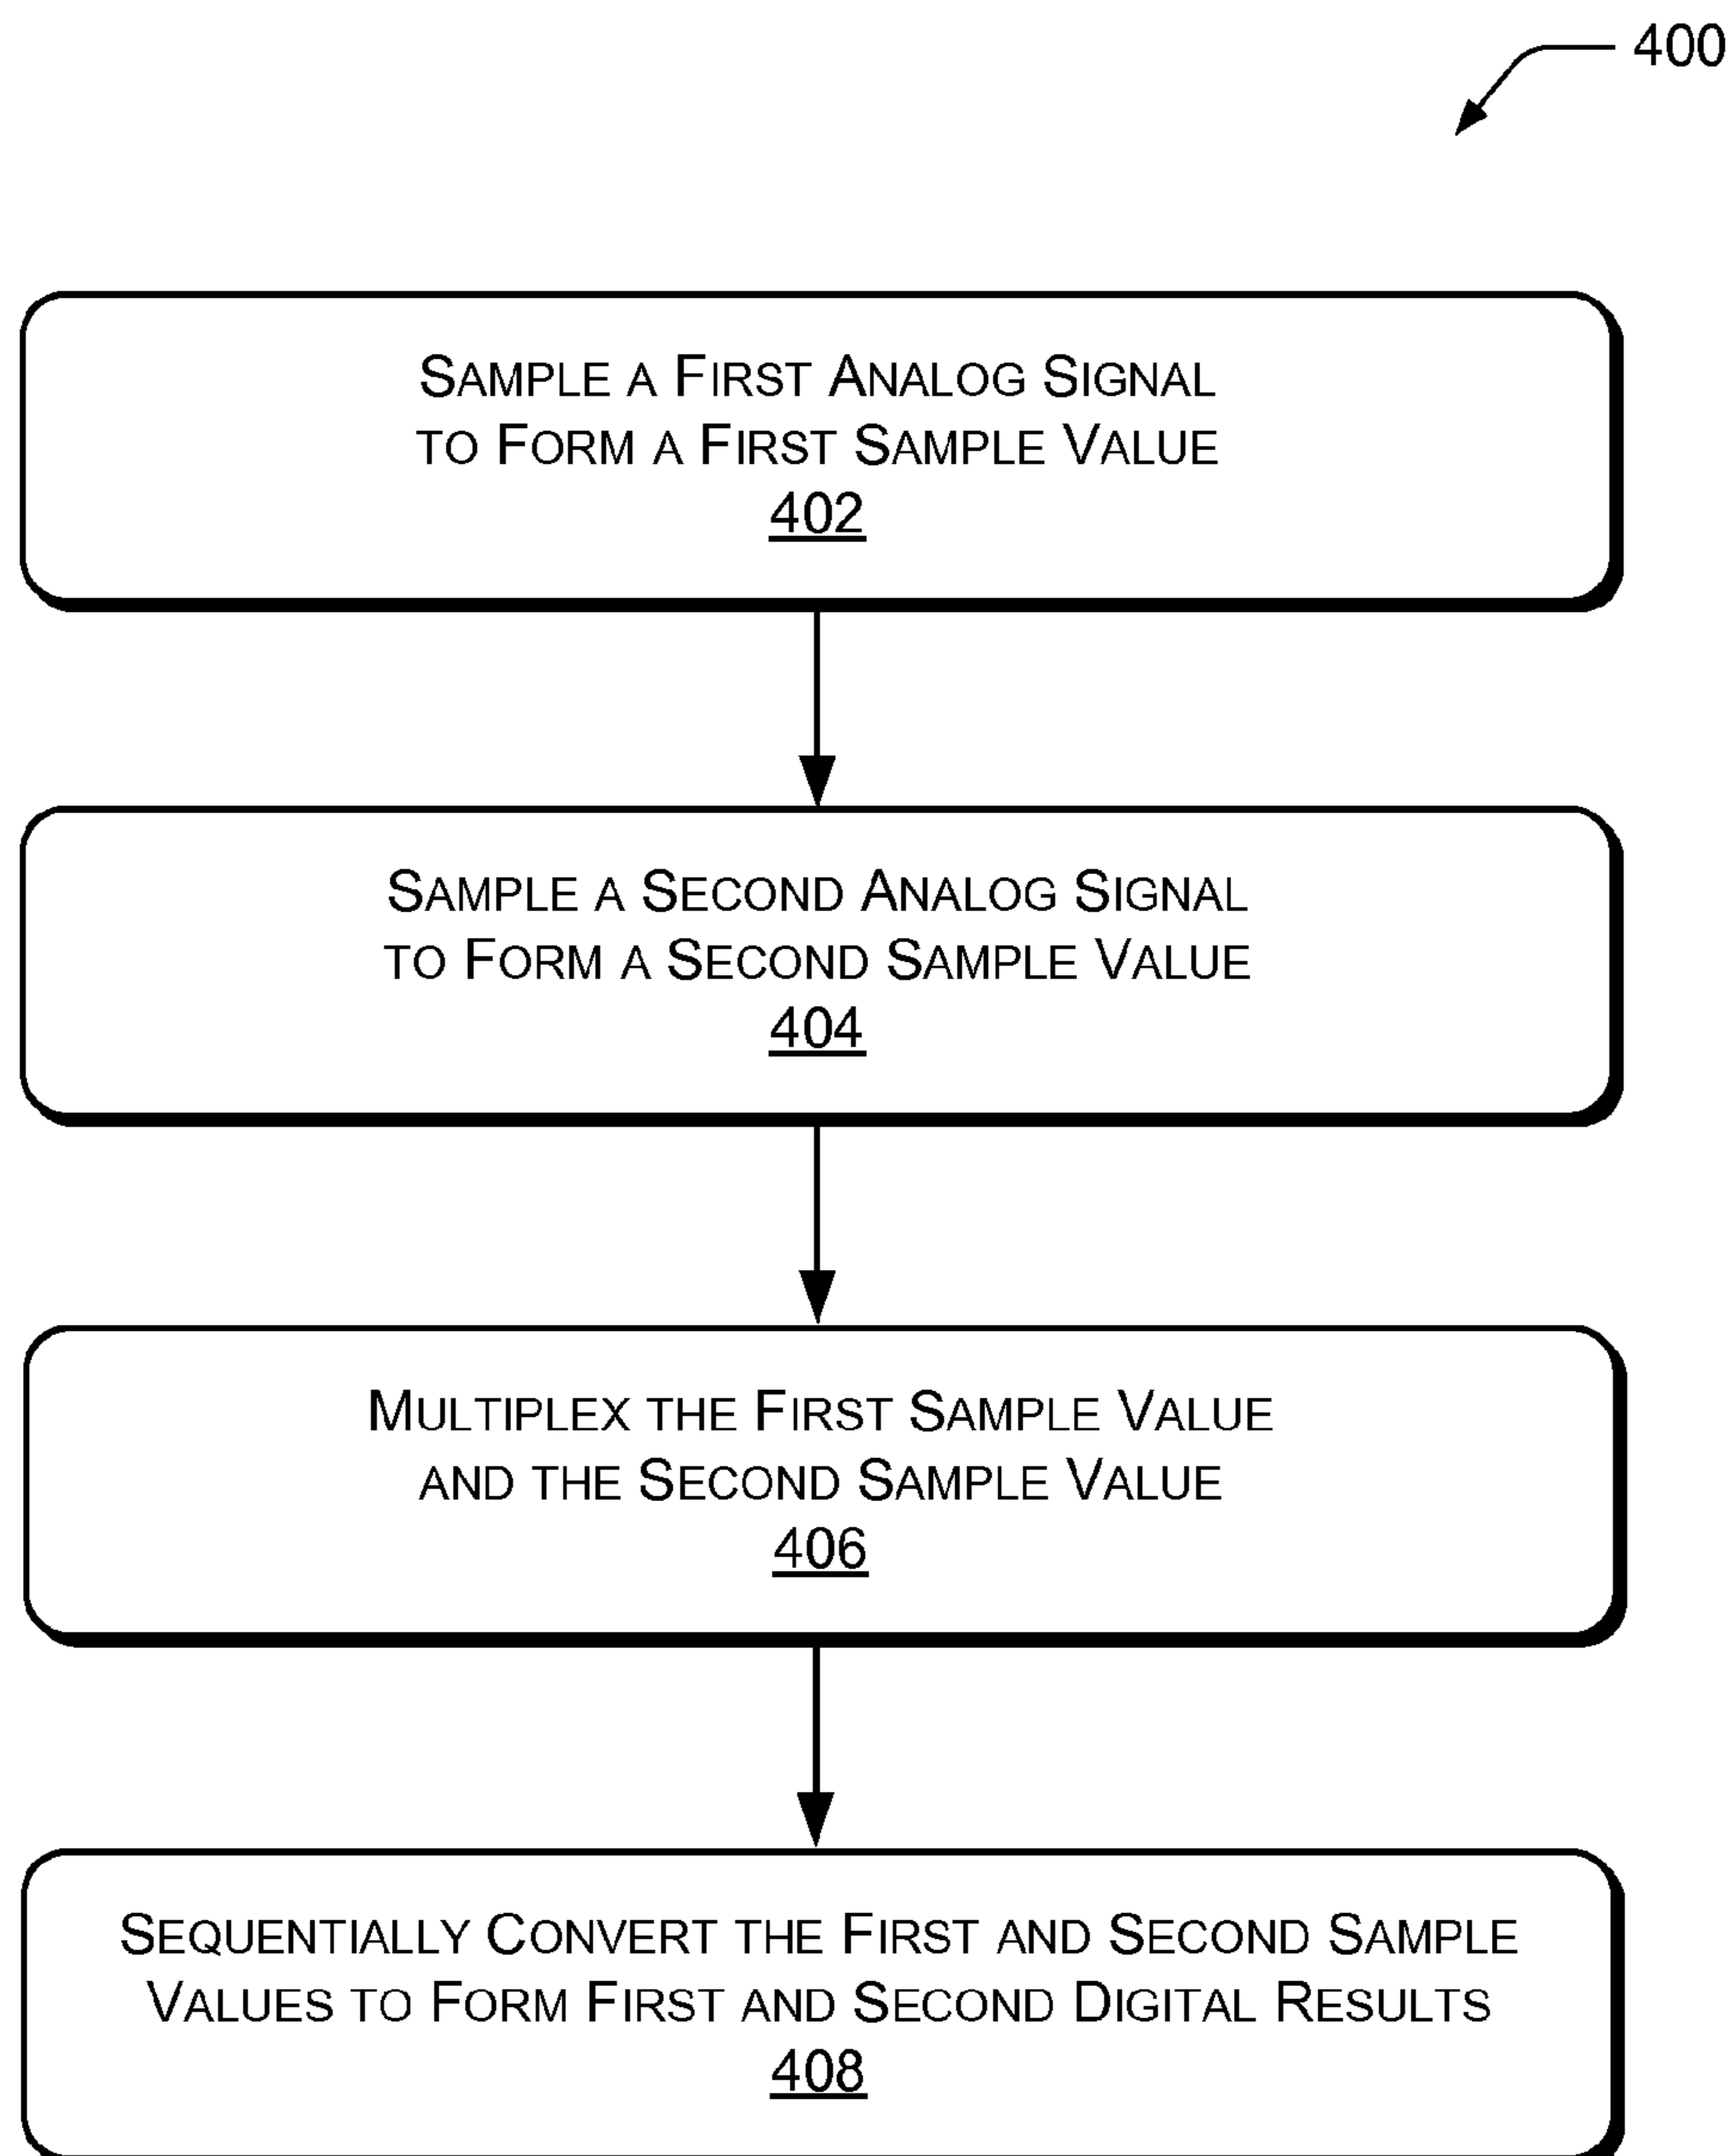 400
SAMPLE A FIRST ANALOG SIGNAL
TO FORM A FIRST SAMPLE VALUE
402
SAMPLE A SECOND ANALOG SIGNAL
TO FORM A SECOND SAMPLE VALUE
404
MULTIPLEX THE FIRST SAMPLE VALUE
AND THE SECOND SAMPLE VALUE
406
SEQUENTIALLY CONVERT THE FIRST AND SECOND SAMPLE
VALUES TO FORM FIRST AND SECOND DIGITAL RESULTS
408